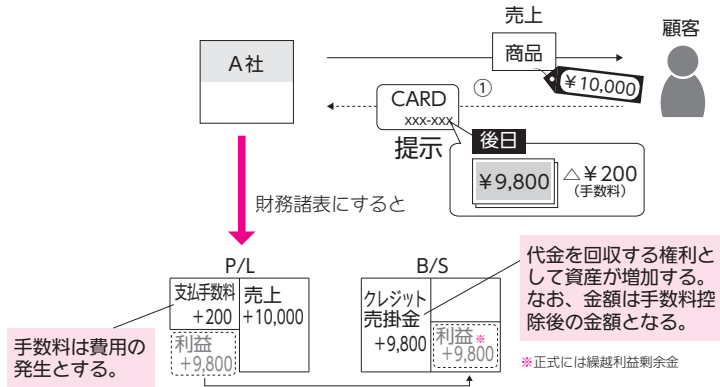 売上
顧客
A社
商品
¥10,000
①
CARD
xxx-xxx
提示
後日
¥9,800
△¥200
(手数料)
財務諸表にすると
P/L
B/S
支払手数料
+200
売上
+10,000
利益
+9,800
クレジット
売掛金
+9,800
利益※
+9,800
手数料は費用の
発生とする。
代金を回収する権利と
して資産が増加する。
なお、金額は手数料控
除後の金額となる。
※正式には繰越利益剰余金